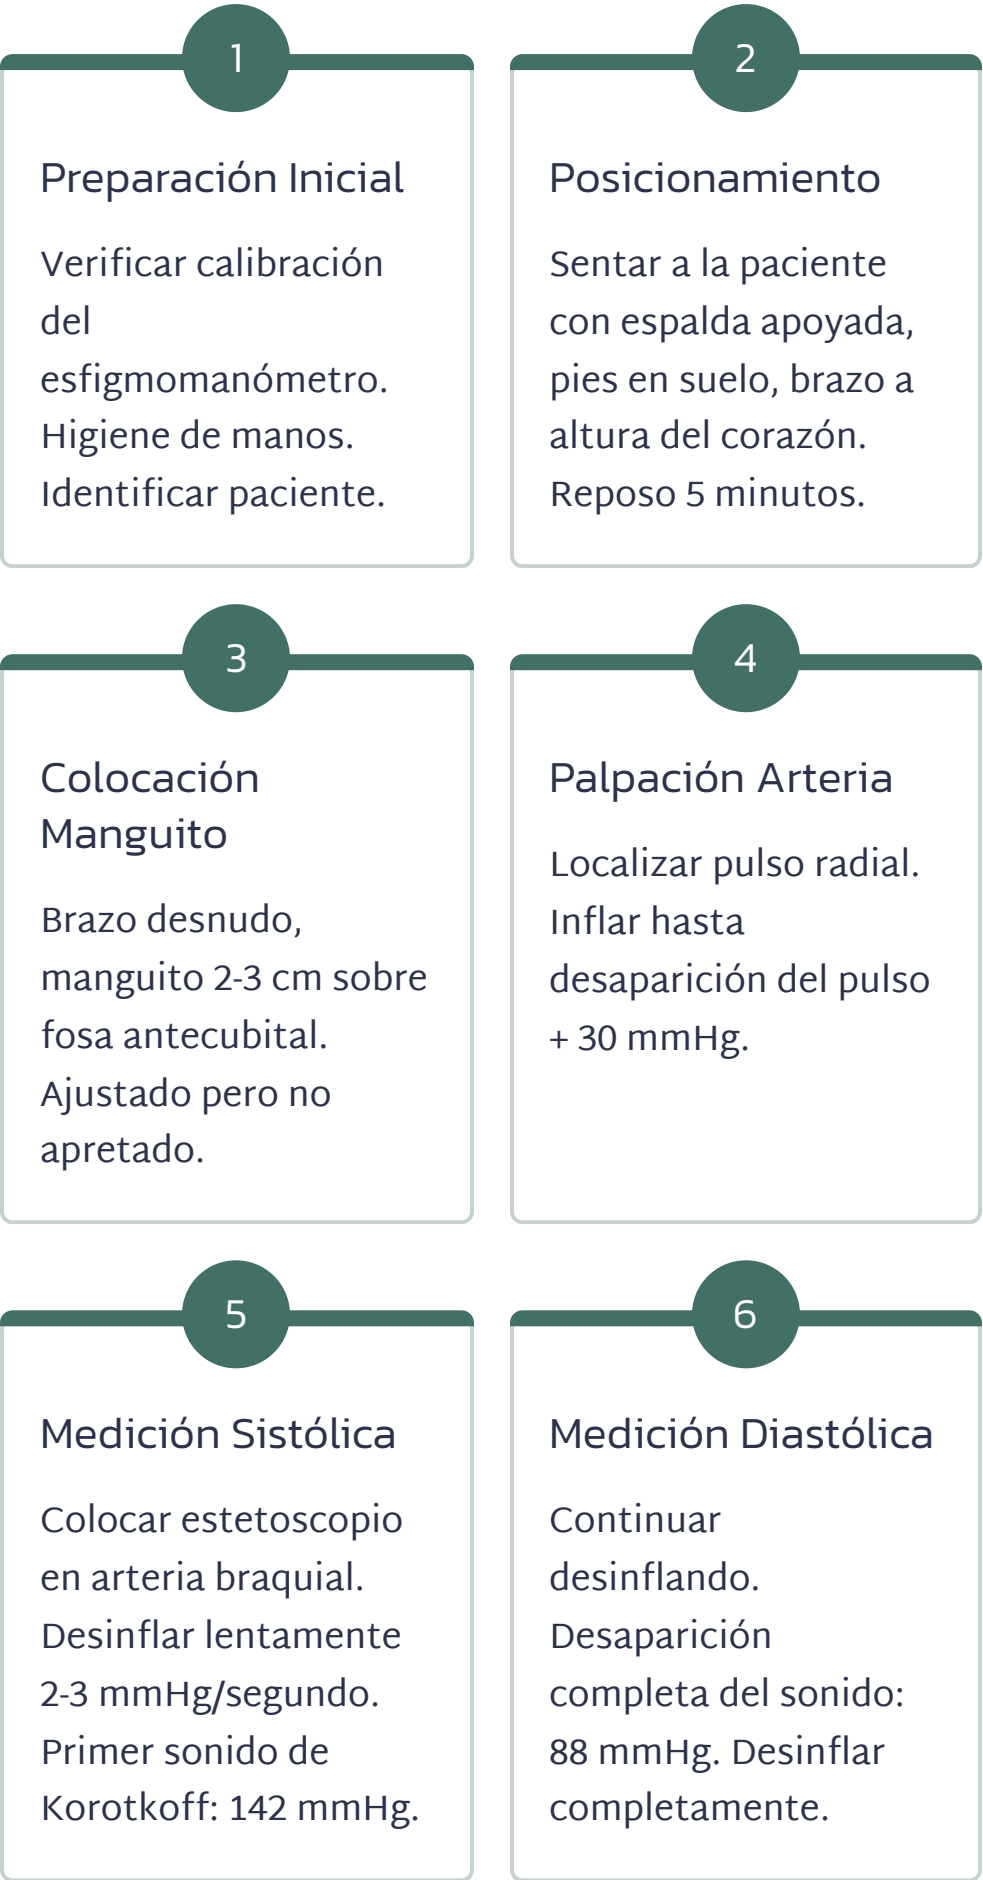 1
Preparación Inicial
Verificar calibración
del
esfigmomanómetro.
Higiene de manos.
Identificar paciente.
2
Posicionamiento
Sentar a la paciente
con espalda apoyada,
pies en suelo, brazo a
altura del corazón.
Reposo 5 minutos.
3
Colocación
Manguito
Brazo desnudo,
manguito 2-3 cm sobre
fosa antecubital.
Ajustado pero no
apretado.
4
Palpación Arteria
Localizar pulso radial.
Inflar hasta
desaparición del pulso
+ 30 mmHg.
5
Medición Sistólica
Colocar estetoscopio
en arteria braquial.
Desinflar lentamente
2-3 mmHg/segundo.
Primer sonido de
Korotkoff: 142 mmHg.
6
Medición Diastólica
Continuar
desinflando.
Desaparición
completa del sonido:
88 mmHg. Desinflar
completamente.